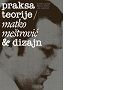 praksa
teorije/
matko
meštrović
& dizajn